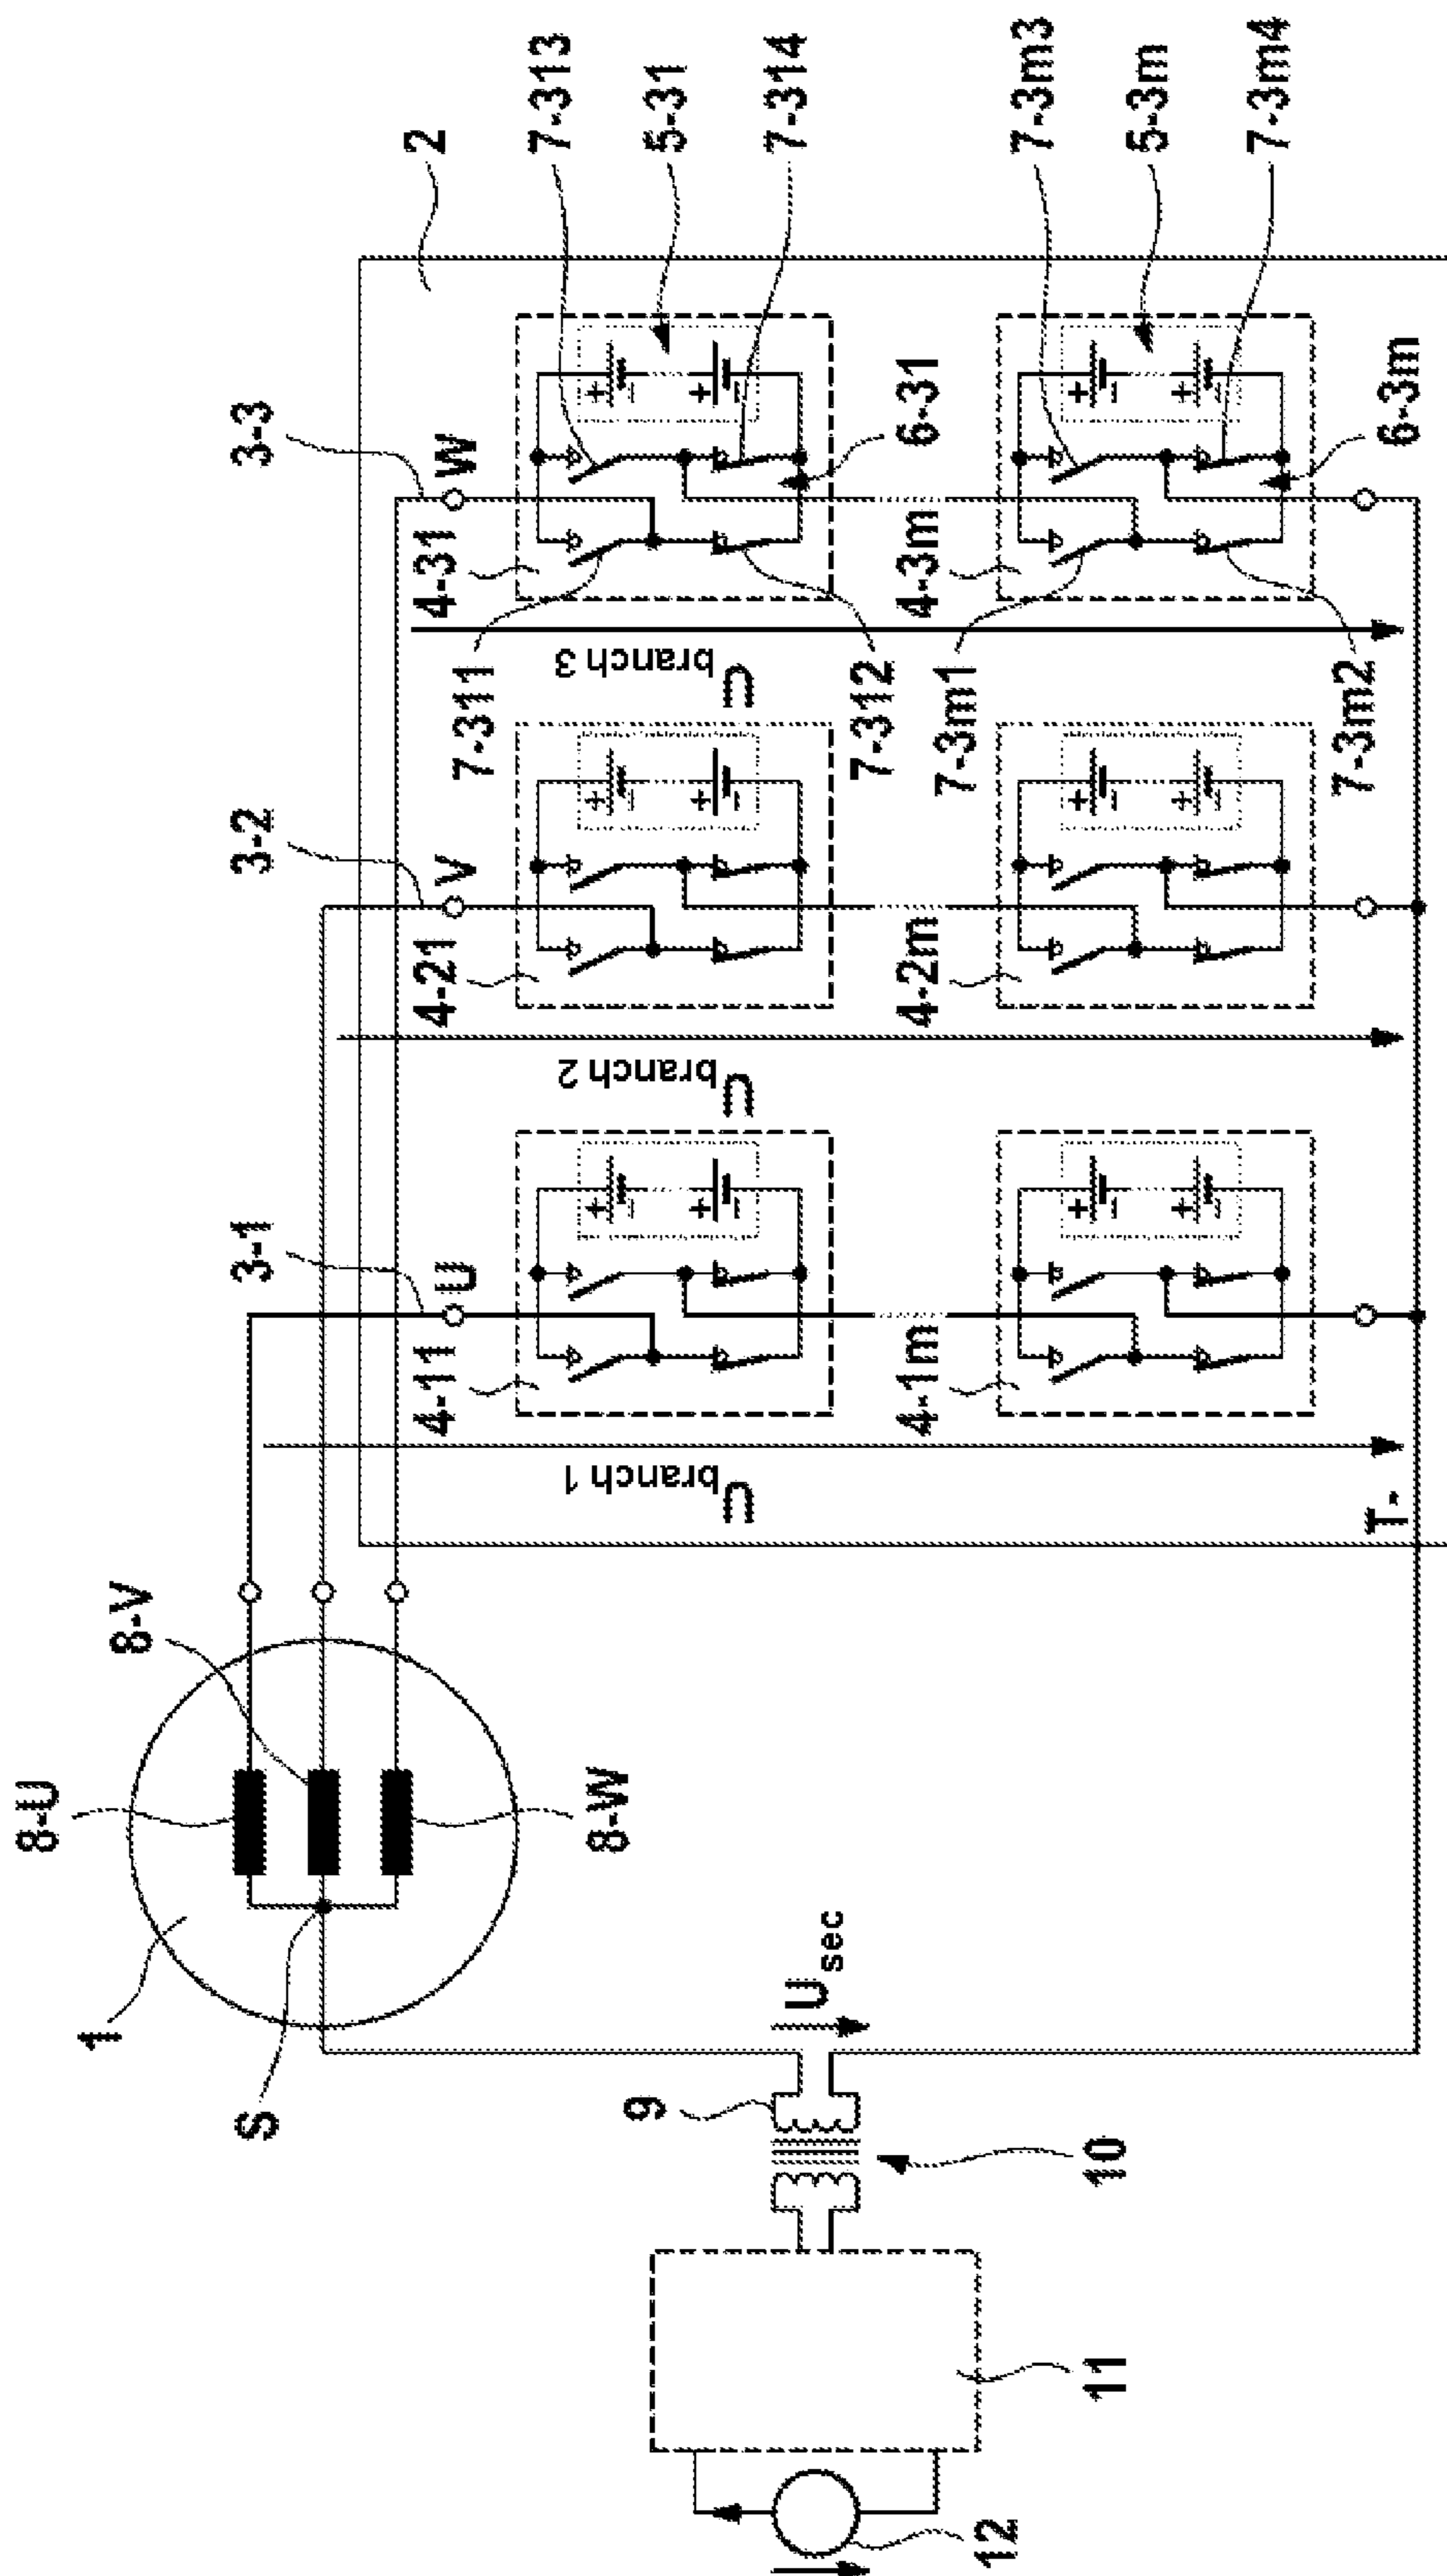 8-U
8-V
8-W
1
S
3-1
3-2
3-3
2
U
V
W
4-11
4-21
4-31
7-313
5-31
7-314
7-311
7-312
6-31
U branch 1
U branch 2
U branch 3
4-1m
4-2m
4-3m
7-3m3
5-3m
7-3m4
7-3m1
7-3m2
6-3m
T-
U sec
9
10
11
12
+
-
+
-
+
-
+
-
+
-
+
-
+
-
+
-
+
-
+
-
+
-
+
-